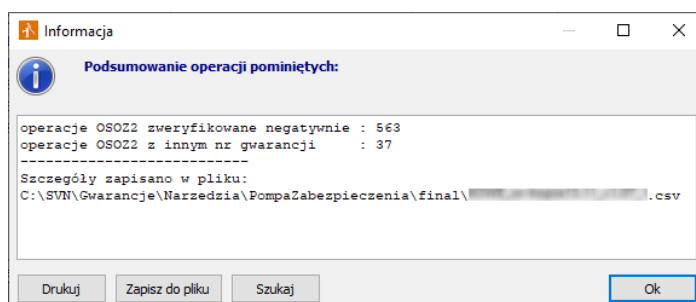 Informacja
Podsumowanie operacji pominiętych:
operacje OSOZ2 zweryfikowane negatywnie : 563
operacje OSOZ2 z innym nr gwarancji : 37
---------------------------
Szczegóły zapisano w pliku:
C:\SVN\Gwarancje\Narzedzia\PompaZabezpieczenia\final\ .csv
Drukuj
Zapisz do pliku
Szukaj
Ok